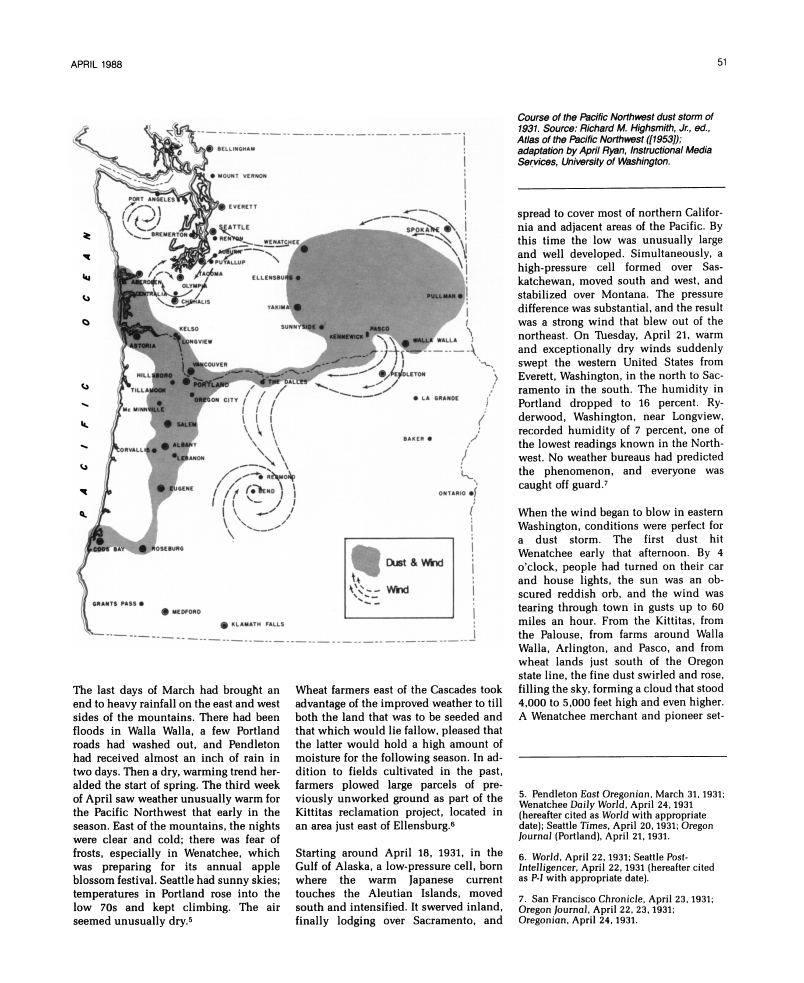 APRIL 1988
51
BELLINGHAM
MOUNT VERNON
PORT ANGELES
EVERETT
SEATTLE
BREMERTON
RENTON
WENATCHEE
SPOKANE
AUBURN
PUYALLUP
TACOMA
ABERDEEN
OLYMPIA
ELLENSBURG
CENTRALIA
CHEHALIS
PULLMAN
YAKIMA
KELSO
SUNNYSIDE
PASCO
KENNEWICK
LONGVIEW
WALLA WALLA
ASTORIA
VANCOUVER
HILLSBORO
PORTLAND
THE DALLES
PENDLETON
TILLAMOOK
OREGON CITY
LA GRANDE
Mc MINNVILLE
SALEM
BAKER
ALBANY
CORVALLIS
LEBANON
REDMOND
EUGENE
BEND
ONTARIO
COOS BAY
ROSEBURG
GRANTS PASS
MEDFORD
KLAMATH FALLS
PACIFIC OCEAN
Dust & Wind
Wind
Course of the Pacific Northwest dust storm of
1931. Source: Richard M. Highsmith, Jr., ed.,
Atlas of the Pacific Northwest ([1953]);
adaptation by April Ryan, Instructional Media
Services, University of Washington.
The last days of March had brought an
end to heavy rainfall on the east and west
sides of the mountains. There had been
floods in Walla Walla, a few Portland
roads had washed out, and Pendleton
had received almost an inch of rain in
two days. Then a dry, warming trend her-
alded the start of spring. The third week
of April saw weather unusually warm for
the Pacific Northwest that early in the
season. East of the mountains, the nights
were clear and cold; there was fear of
frosts, especially in Wenatchee, which
was preparing for its annual apple
blossom festival. Seattle had sunny skies;
temperatures in Portland rose into the
low 70s and kept climbing. The air
seemed unusually dry.⁵
Wheat farmers east of the Cascades took
advantage of the improved weather to till
both the land that was to be seeded and
that which would lie fallow, pleased that
the latter would hold a high amount of
moisture for the following season. In ad-
dition to fields cultivated in the past,
farmers plowed large parcels of pre-
viously unworked ground as part of the
Kittitas reclamation project, located in
an area just east of Ellensburg.⁶
Starting around April 18, 1931, in the
Gulf of Alaska, a low-pressure cell, born
where the warm Japanese current
touches the Aleutian Islands, moved
south and intensified. It swerved inland,
finally lodging over Sacramento, and
spread to cover most of northern Califor-
nia and adjacent areas of the Pacific. By
this time the low was unusually large
and well developed. Simultaneously, a
high-pressure cell formed over Sas-
katchewan, moved south and west, and
stabilized over Montana. The pressure
difference was substantial, and the result
was a strong wind that blew out of the
northeast. On Tuesday, April 21, warm
and exceptionally dry winds suddenly
swept the western United States from
Everett, Washington, in the north to Sac-
ramento in the south. The humidity in
Portland dropped to 16 percent. Ry-
derwood, Washington, near Longview,
recorded humidity of 7 percent, one of
the lowest readings known in the North-
west. No weather bureaus had predicted
the phenomenon, and everyone was
caught off guard.⁷
When the wind began to blow in eastern
Washington, conditions were perfect for
a dust storm. The first dust hit
Wenatchee early that afternoon. By 4
o'clock, people had turned on their car
and house lights, the sun was an ob-
scured reddish orb, and the wind was
tearing through town in gusts up to 60
miles an hour. From the Kittitas, from
the Palouse, from farms around Walla
Walla, Arlington, and Pasco, and from
wheat lands just south of the Oregon
state line, the fine dust swirled and rose,
filling the sky, forming a cloud that stood
4,000 to 5,000 feet high and even higher.
A Wenatchee merchant and pioneer set-
5. Pendleton East Oregonian, March 31, 1931;
Wenatchee Daily World, April 24, 1931
(hereafter cited as World with appropriate
date); Seattle Times, April 20, 1931; Oregon
Journal (Portland), April 21, 1931.
6. World, April 22, 1931; Seattle Post-
Intelligencer, April 22, 1931 (hereafter cited
as P-I with appropriate date).
7. San Francisco Chronicle, April 23, 1931;
Oregon Journal, April 22, 23, 1931;
Oregonian, April 24, 1931.